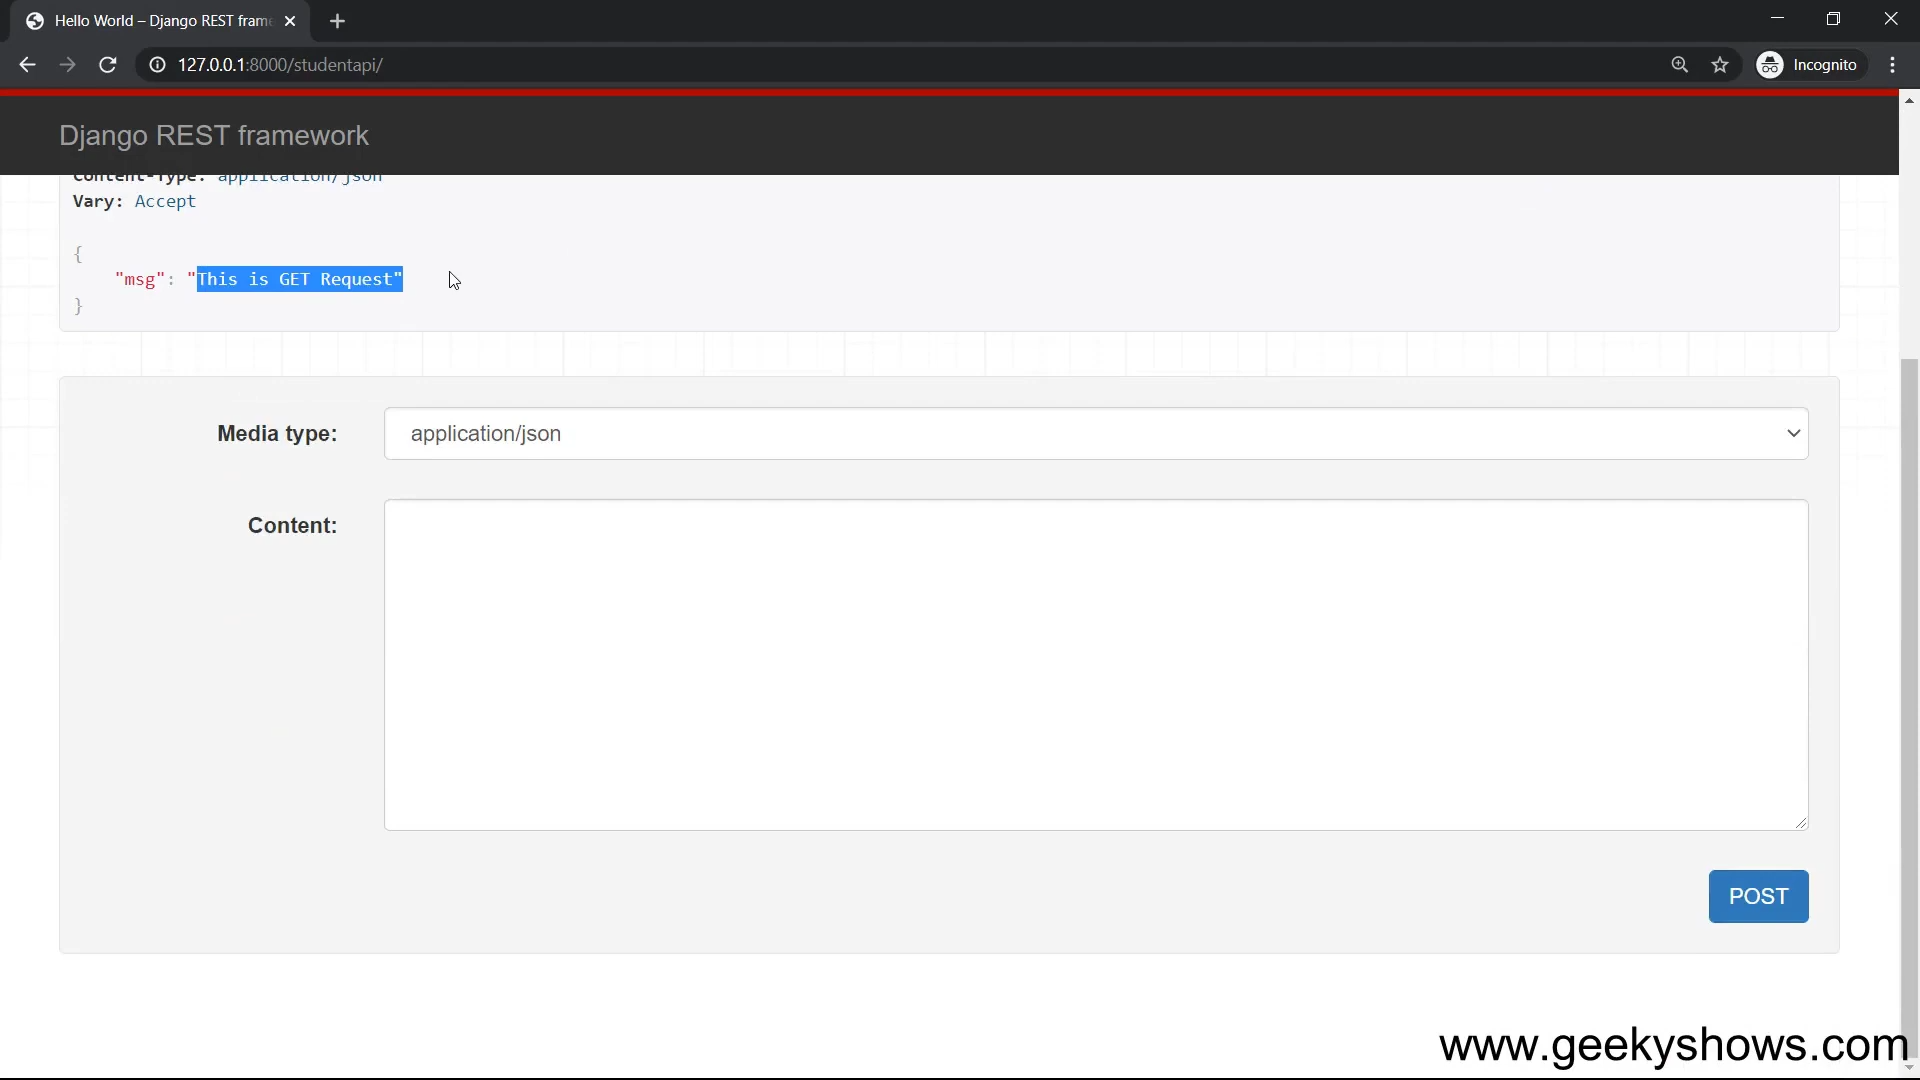 Hello World – Django REST fram
127.0.0.1:8000/studentapi/
Incognito
Django REST framework
Content-Type: application/json
Vary: Accept
{
"msg": "This is GET Request"
}
Media type: application/json
Content:
POST
www.geekyshows.com